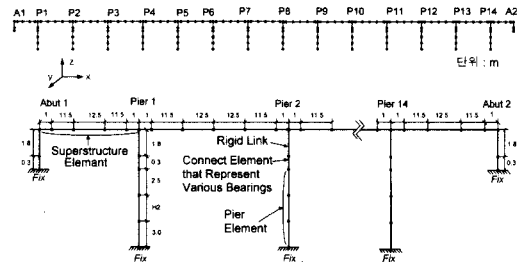 A1 P1 P2 P3 P4 P5 P6 P7 P8 P9 P10 P11 P12 P13 P14 A2
z
y x
단위 : m
Abut 1 Pier 1 Pier 2 Pier 14 Abut 2
1 11.5 12.5 11.5 1 1 11.5 12.5 11.5 1 1 11.5 1 1 11.5 12.5 11.5 1
Superstructure
Elemant
Rigid Link
Connect Element
that Represent
Various Bearings
Pier
Element
1.8
0.3
1.8
0.3
2.5
H2
3.0
1.8
0.3
Fix Fix Fix Fix Fix